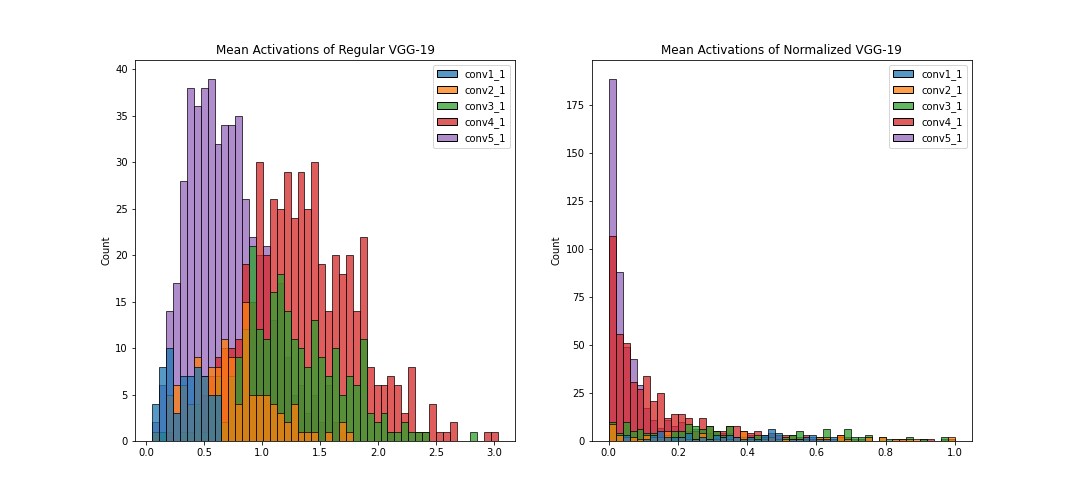 Mean Activations of Regular VGG-19
Count
40
35
30
25
20
15
10
5
0
0.0 0.5 1.0 1.5 2.0 2.5 3.0
conv1_1
conv2_1
conv3_1
conv4_1
conv5_1
Mean Activations of Normalized VGG-19
Count
175
150
125
100
75
50
25
0
0.0 0.2 0.4 0.6 0.8 1.0
conv1_1
conv2_1
conv3_1
conv4_1
conv5_1